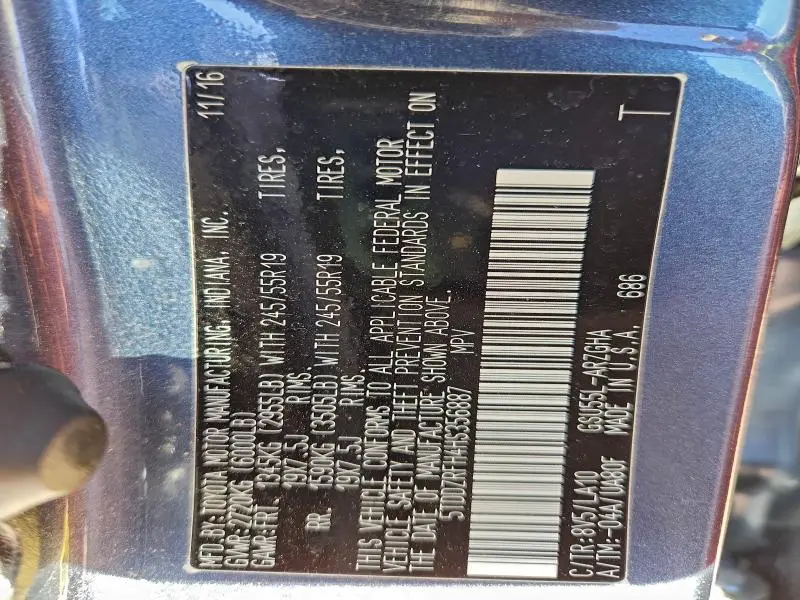 MFD.BY:TOYOTA MOTOR MANUFACTURING, INDIANA, INC. 11/16
GVWR:2720KG (6000LB)
GAWR:FRT. 1345KG (2955LB) WITH 245/55R19 TIRES,
19X7.5J RIMS,
RR. 1590KG (3505LB) WITH 245/55R19 TIRES,
19X7.5J RIMS
THIS VEHICLE CONFORMS TO ALL APPLICABLE FEDERAL MOTOR
VEHICLE SAFETY AND THEFT PREVENTION STANDARDS IN EFFECT ON
THE DATE OF MANUFACTURE SHOWN ABOVE.
MPV
C/TR:8V5/LA10 GSU55L-ARZGHA 686 T
A/TM:-04A/UA80F MADE IN U.S.A.